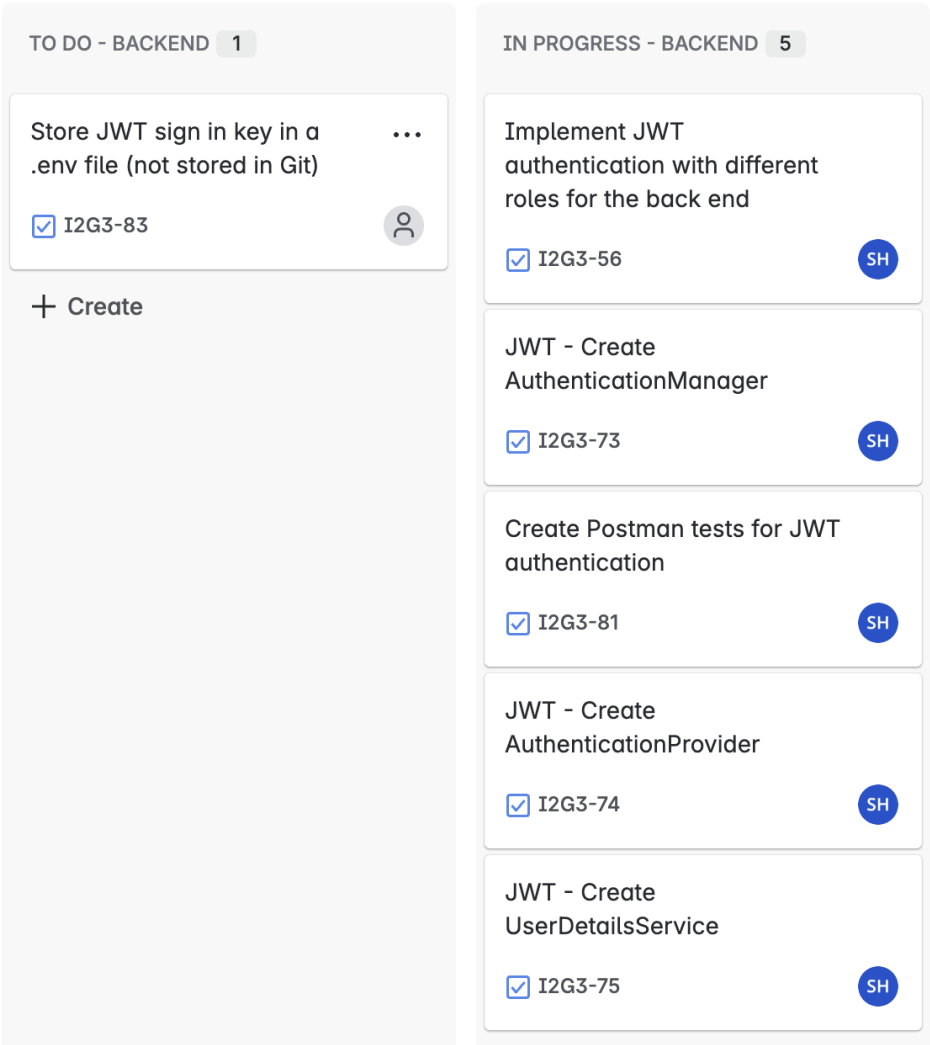 TO DO - BACKEND 1
Store JWT sign in key in a
.env file (not stored in Git)
I2G3-83
Create
IN PROGRESS - BACKEND 5
Implement JWT
authentication with different
roles for the back end
I2G3-56
SH
JWT - Create
AuthenticationManager
I2G3-73
SH
Create Postman tests for JWT
authentication
I2G3-81
SH
JWT - Create
AuthenticationProvider
I2G3-74
SH
JWT - Create
UserDetailsService
I2G3-75
SH